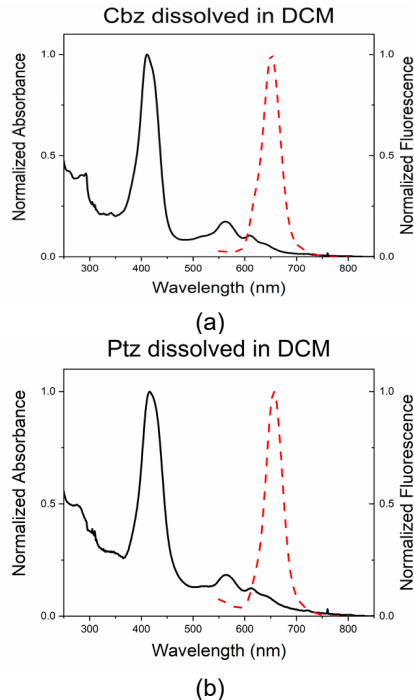 Cbz dissolved in DCM
Normalized Absorbance
1.0
0.5
0.0
1.0
0.5
0.0
Normalized Fluorescence
300 400 500 600 700 800
Wavelength (nm)
(a)
Ptz dissolved in DCM
Normalized Absorbance
1.0
0.5
0.0
1.0
0.5
0.0
Normalized Fluorescence
300 400 500 600 700 800
Wavelength (nm)
(b)